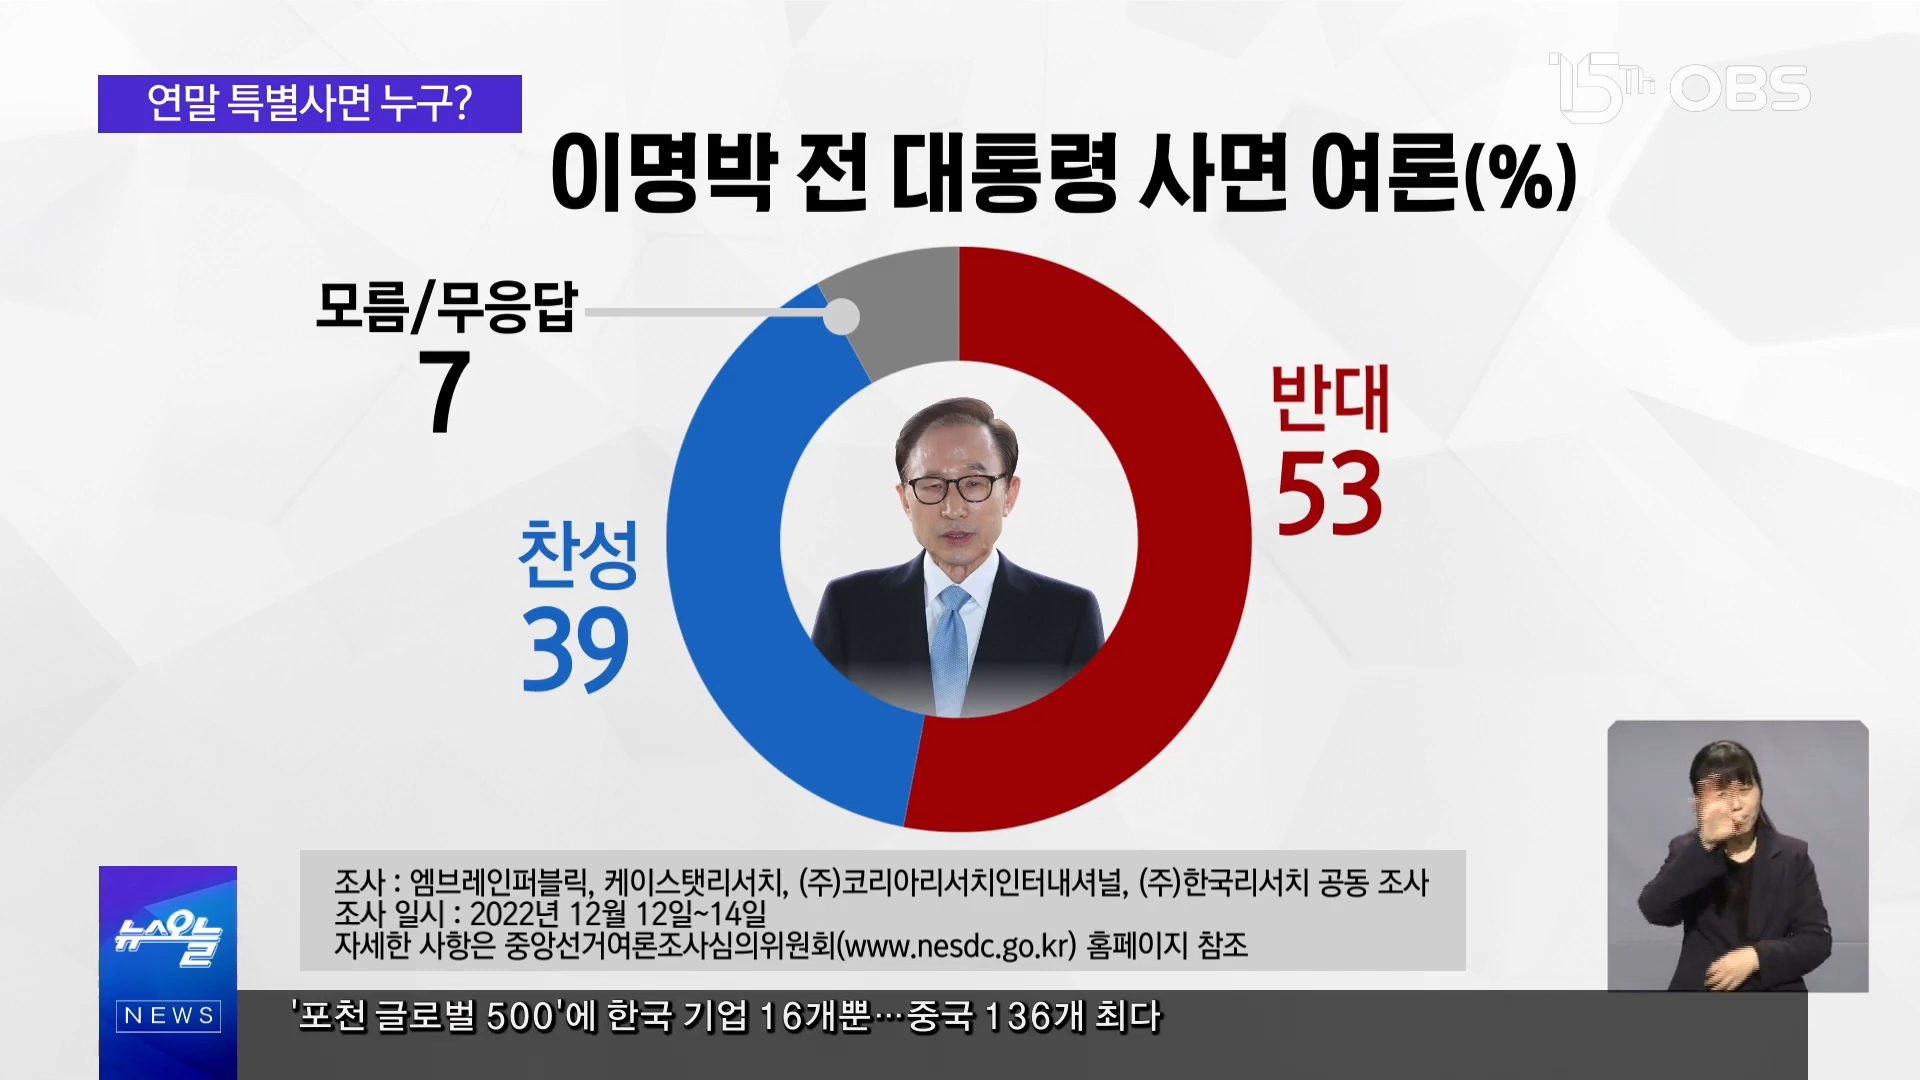 15Th OBS
연말 특별사면 누구?
이명박 전 대통령 사면 여론(%)
모름/무응답
7
반대
53
찬성
39
조사 : 엠브레인퍼블릭, 케이스탯리서치, (주)코리아리서치인터내셔널, (주)한국리서치 공동 조사
조사 일시 : 2022년 12월 12일~14일
자세한 사항은 중앙선거여론조사심의위원회(www.nesdc.go.kr) 홈페이지 참조
뉴스오늘
NEWS
'포천 글로벌 500'에 한국 기업 16개뿐…중국 136개 최다